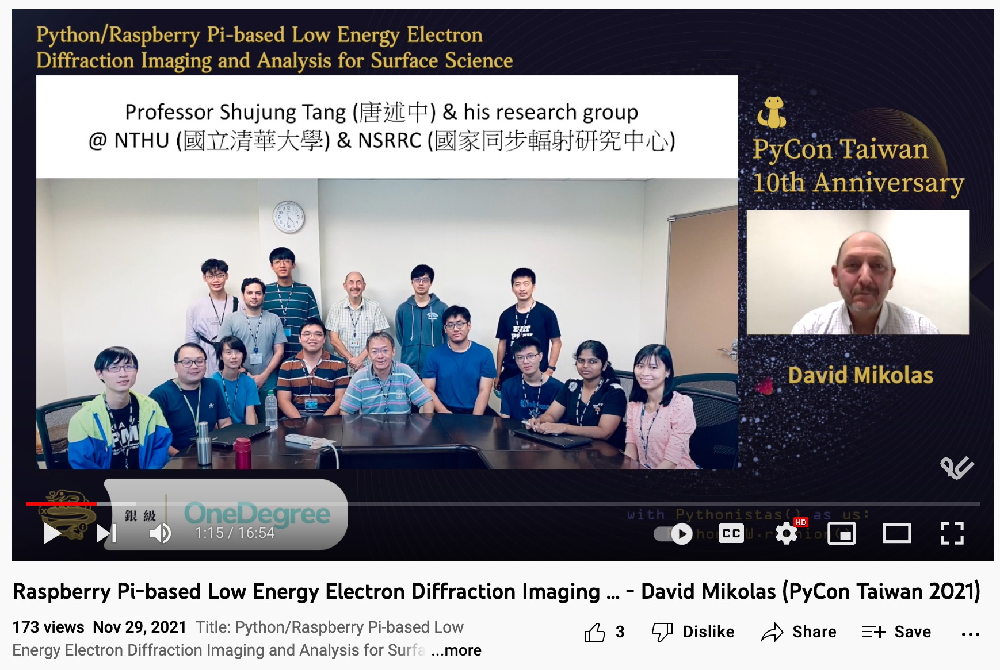 Python/Raspberry Pi-based Low Energy Electron
Diffraction Imaging and Analysis for Surface Science
Professor Shujung Tang (唐述中) & his research group
@ NTHU (國立清華大學) & NSRRC (國家同步輻射研究中心)
PyCon Taiwan
10th Anniversary
David Mikolas
銀級
OneDegree
with Pythonistas() as us:
1:15 / 16:54
CC
HD
Raspberry Pi-based Low Energy Electron Diffraction Imaging ... - David Mikolas (PyCon Taiwan 2021)
173 views Nov 29, 2021 Title: Python/Raspberry Pi-based Low
Energy Electron Diffraction Imaging and Analysis for Surfa ...more
3 Dislike Share Save